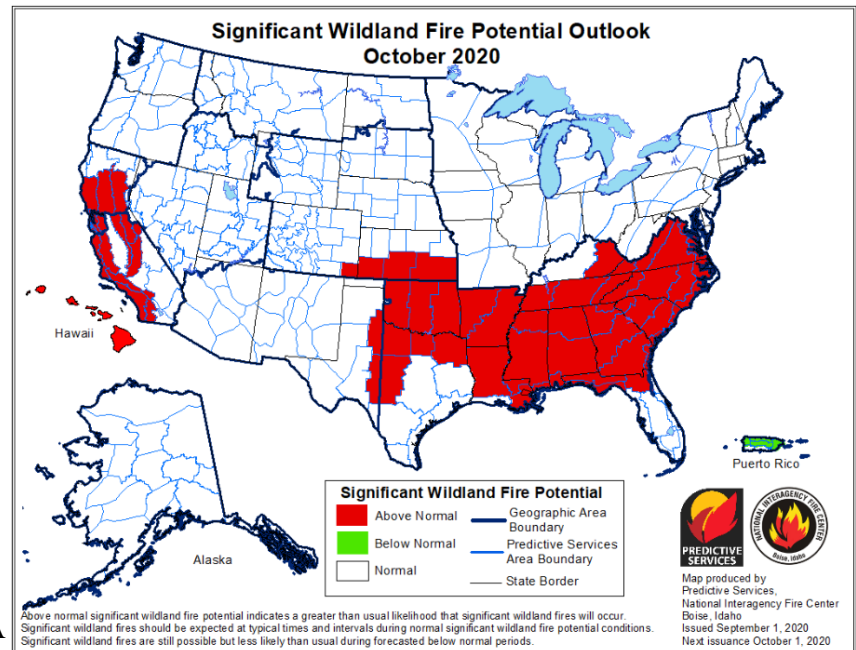 Significant Wildland Fire Potential Outlook
October 2020
Hawaii
Puerto Rico
Alaska
Significant Wildland Fire Potential
Above Normal
Below Normal
Normal
Geographic Area
Boundary
Predictive Services
Area Boundary
State Border
PREDICTIVE
SERVICES
NATIONAL INTERAGENCY FIRE CENTER
Boise, Idaho
Map produced by
Predictive Services,
National Interagency Fire Center
Boise, Idaho
Issued September 1, 2020
Next issuance October 1, 2020
Above normal significant wildland fire potential indicates a greater than usual likelihood that significant wildland fires will occur.
Significant wildland fires should be expected at typical times and intervals during normal significant wildland fire potential conditions.
Significant wildland fires are still possible but less likely than usual during forecasted below normal periods.